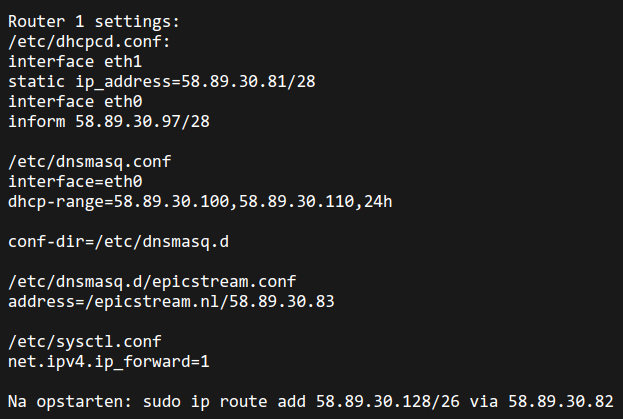 Router 1 settings:
/etc/dhcpcd.conf:
interface eth1
static ip_address=58.89.30.81/28
interface eth0
inform 58.89.30.97/28
/etc/dnsmasq.conf
interface=eth0
dhcp-range=58.89.30.100,58.89.30.110,24h
conf-dir=/etc/dnsmasq.d
/etc/dnsmasq.d/epicstream.conf
address=/epicstream.nl/58.89.30.83
/etc/sysctl.conf
net.ipv4.ip_forward=1
Na opstarten: sudo ip route add 58.89.30.128/26 via 58.89.30.82